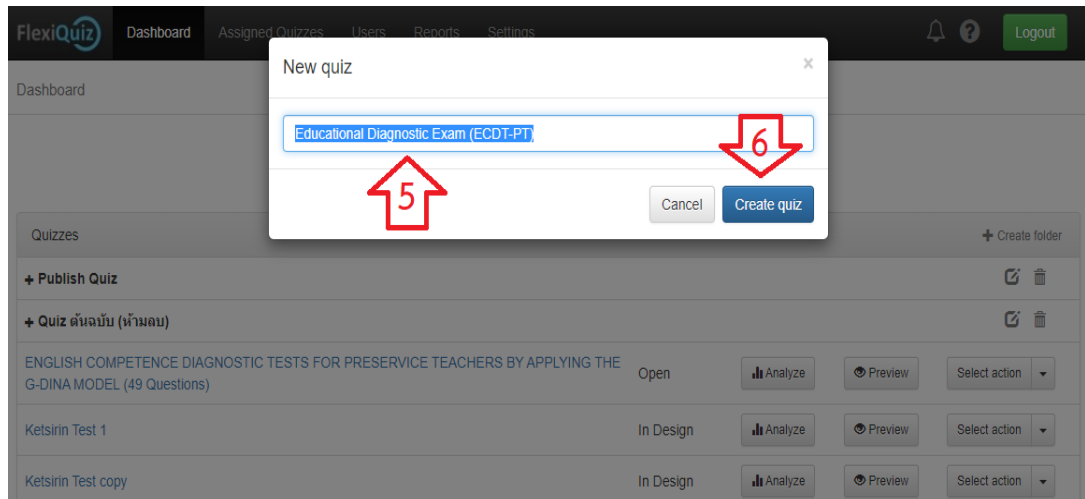 FlexiQuiz Dashboard Assigned Quizzes Users Reports Settings ? Logout
New quiz ×
Dashboard
Educational Diagnostic Exam (ECDT-PT)
5
6
Cancel Create quiz
Quizzes + Create folder
+ Publish Quiz
+ Quiz ต้นฉบับ (ห้ามลบ)
ENGLISH COMPETENCE DIAGNOSTIC TESTS FOR PRESERVICE TEACHERS BY APPLYING THE
G-DINA MODEL (49 Questions) Open Analyze Preview Select action
Ketsirin Test 1 In Design Analyze Preview Select action
Ketsirin Test copy In Design Analyze Preview Select action